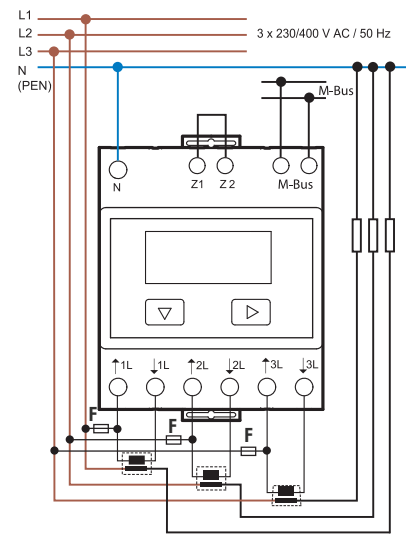 L1
L2
L3
3 x 230/400 V AC / 50 Hz
N
(PEN)
M-Bus
N
Z1
Z2
M-Bus
↑1L
↓1L
↑2L
↓2L
↑3L
↓3L
F
F
F